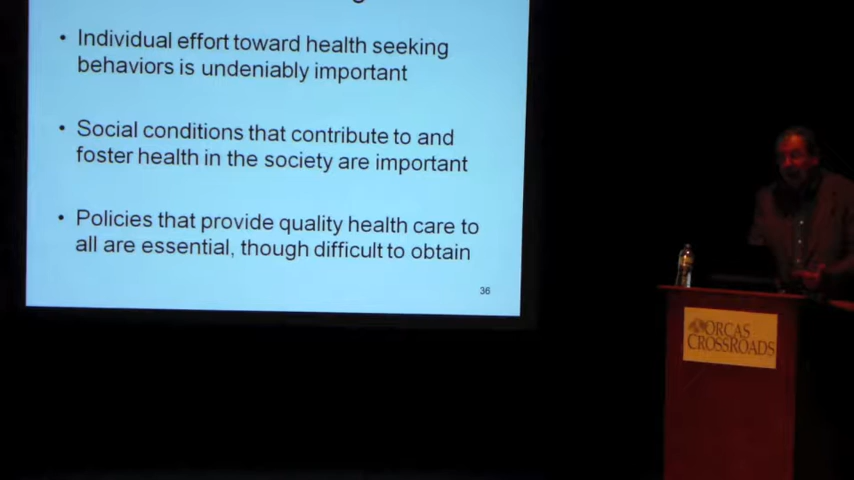 • Individual effort toward health seeking
behaviors is undeniably important
• Social conditions that contribute to and
foster health in the society are important
• Policies that provide quality health care to
all are essential, though difficult to obtain
36
ORCAS
CROSSROADS